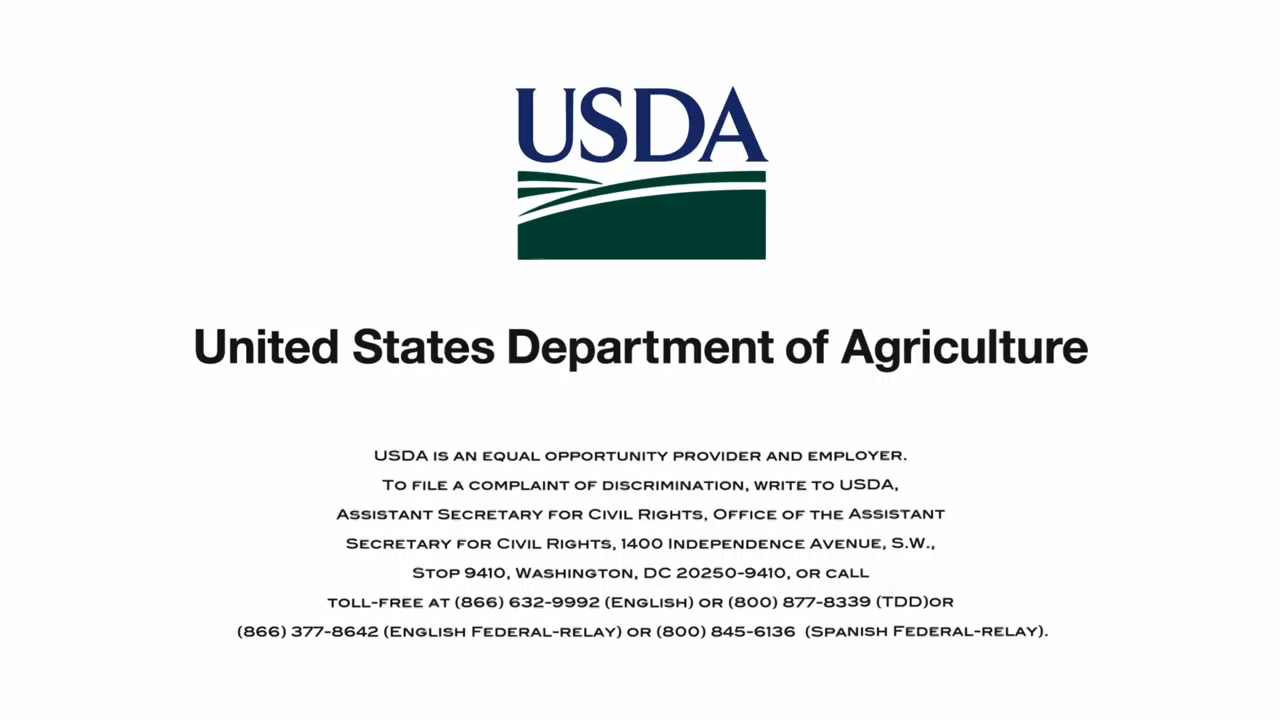 USDA
United States Department of Agriculture
USDA IS AN EQUAL OPPORTUNITY PROVIDER AND EMPLOYER.
TO FILE A COMPLAINT OF DISCRIMINATION, WRITE TO USDA,
ASSISTANT SECRETARY FOR CIVIL RIGHTS, OFFICE OF THE ASSISTANT
SECRETARY FOR CIVIL RIGHTS, 1400 INDEPENDENCE AVENUE, S.W.,
STOP 9410, WASHINGTON, DC 20250-9410, OR CALL
TOLL-FREE AT (866) 632-9992 (ENGLISH) OR (800) 877-8339 (TDD)OR
(866) 377-8642 (ENGLISH FEDERAL-RELAY) OR (800) 845-6136 (SPANISH FEDERAL-RELAY).